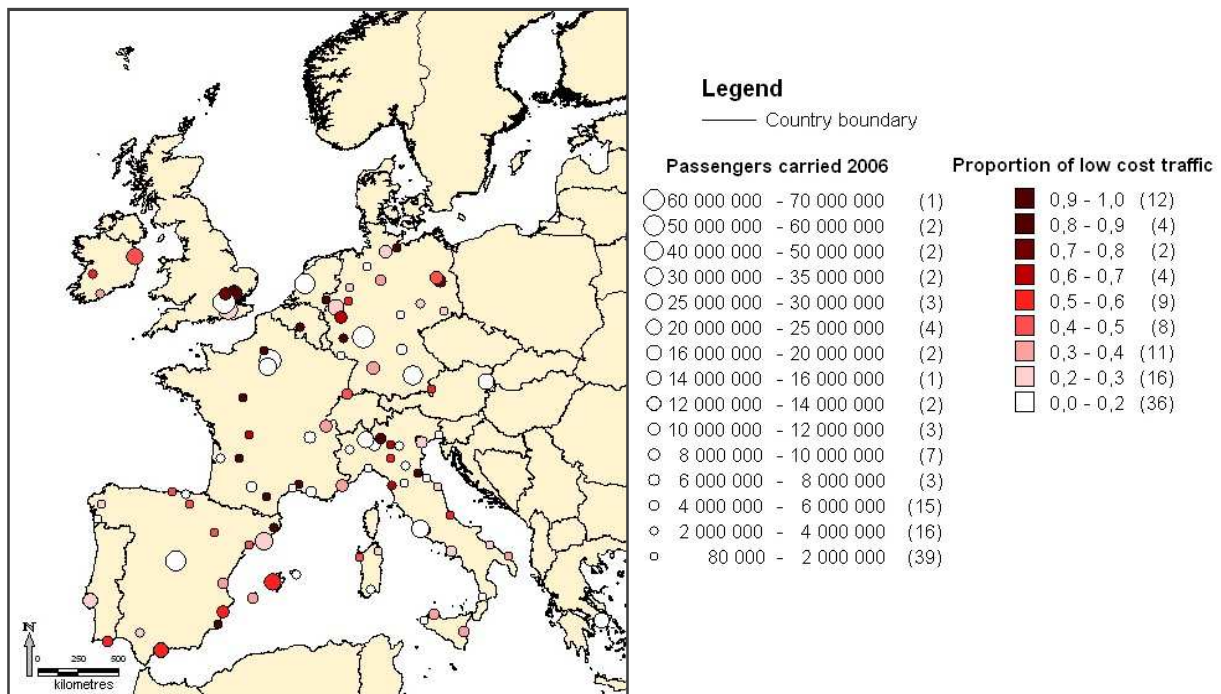 Legend
Country boundary
Passengers carried 2006
60 000 000 - 70 000 000 (1)
50 000 000 - 60 000 000 (2)
40 000 000 - 50 000 000 (2)
30 000 000 - 35 000 000 (2)
25 000 000 - 30 000 000 (3)
20 000 000 - 25 000 000 (4)
16 000 000 - 20 000 000 (2)
14 000 000 - 16 000 000 (1)
12 000 000 - 14 000 000 (2)
10 000 000 - 12 000 000 (3)
8 000 000 - 10 000 000 (7)
6 000 000 - 8 000 000 (3)
4 000 000 - 6 000 000 (15)
2 000 000 - 4 000 000 (16)
80 000 - 2 000 000 (39)
Proportion of low cost traffic
0,9 - 1,0 (12)
0,8 - 0,9 (4)
0,7 - 0,8 (2)
0,6 - 0,7 (4)
0,5 - 0,6 (9)
0,4 - 0,5 (8)
0,3 - 0,4 (11)
0,2 - 0,3 (16)
0,0 - 0,2 (36)
N
0 250 500
kilometres